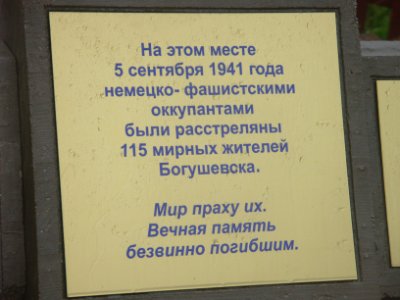 На этом месте
5 сентября 1941 года
немецко- фашистскими
оккупантами
были расстреляны
115 мирных жителей
Богушевска.
Мир праху их.
Вечная память
безвинно погибшим.